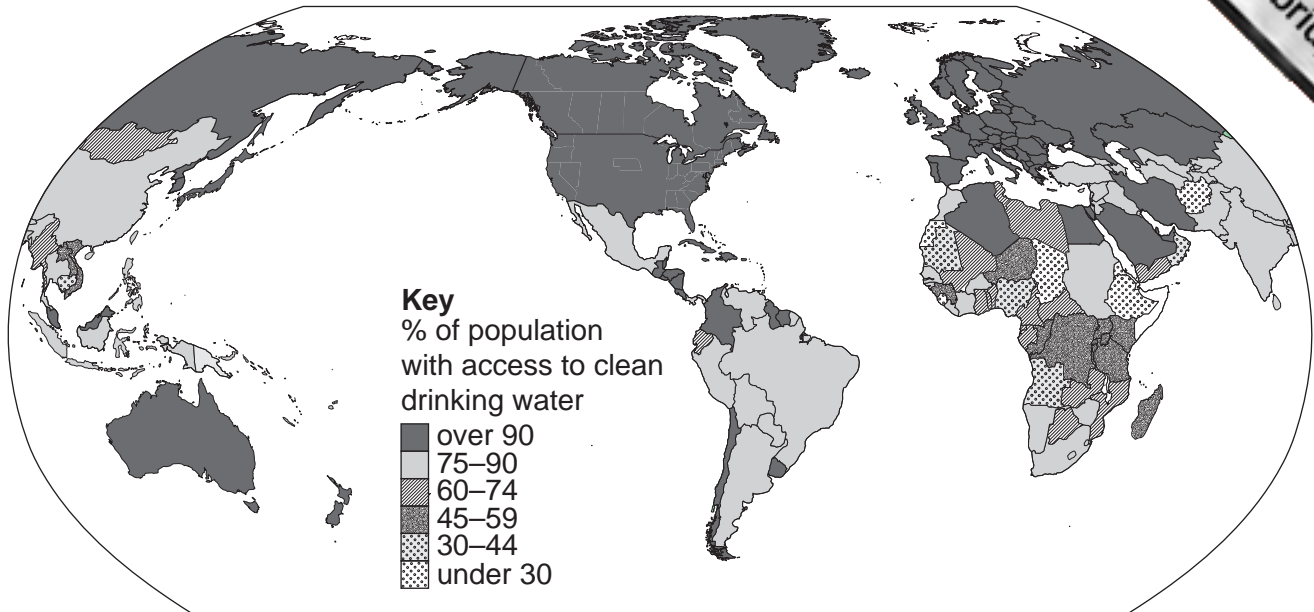 Key
% of population
with access to clean
drinking water
over 90
75–90
60–74
45–59
30–44
under 30